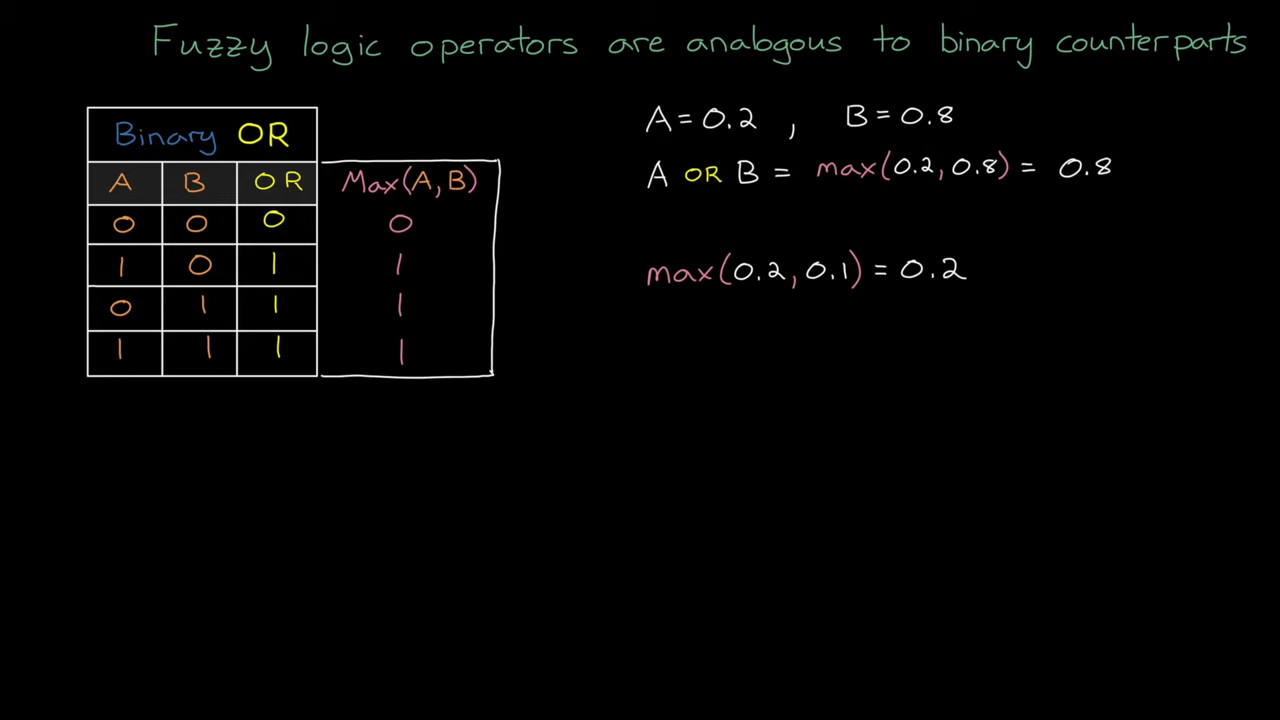 Fuzzy logic operators are analogous to binary counterparts
Binary OR
A B OR Max(A, B)
0 0 0 0
1 0 1 1
0 1 1 1
1 1 1 1
A = 0.2 , B = 0.8
A OR B = max(0.2, 0.8) = 0.8
max(0.2, 0.1) = 0.2